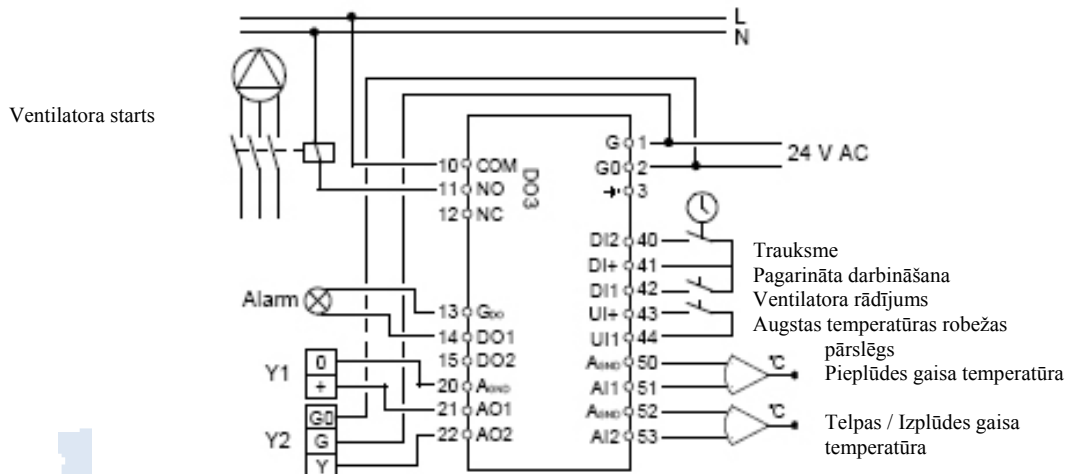 L
N
Ventilatora starts
24 V AC
G 1
G0 2
3
10 COM
11 NO
12 NC
DO3
DI2 40
DI+ 41
DI1 42
UI+ 43
UI1 44
AGND 50
AI1 51
AGND 52
AI2 53
Trauksme
Pagarināta darbināšana
Ventilatora rādījums
Augstas temperatūras robežas
pārslēgs
Pieplūdes gaisa temperatūra
°C
°C
Telpas / Izplūdes gaisa
temperatūra
Alarm
13 GDO
14 DO1
15 DO2
20 AGND
21 AO1
22 AO2
Y1
0
+
Y2
G0
G
Y